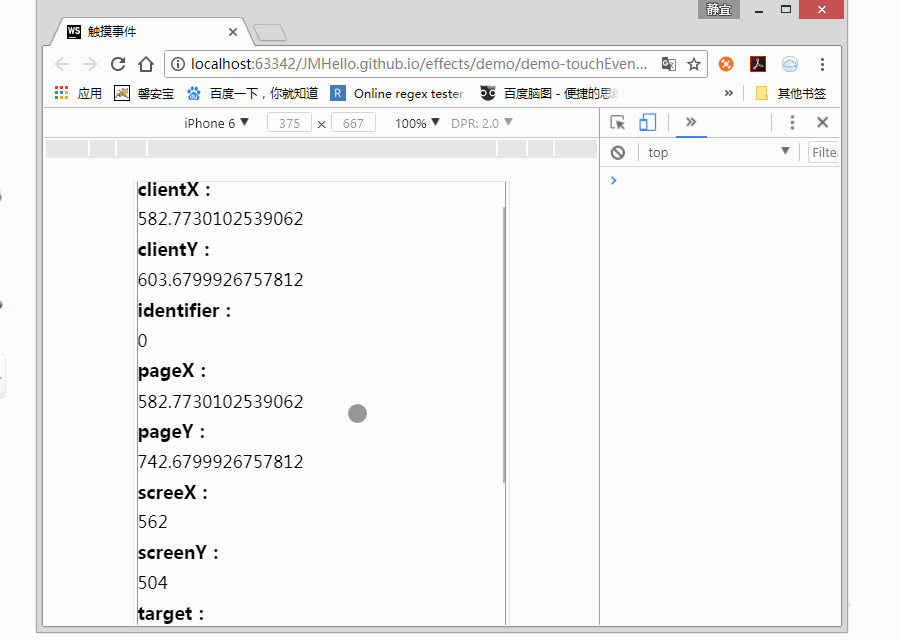 静宜
WS 触摸事件
localhost:63342/JMHello.github.io/effects/demo/demo-touchEven...
应用 馨安宝 百度一下，你就知道 R Online regex tester 百度脑图 - 便捷的思 » 其他书签
iPhone 6 375 x 667 100% DPR: 2.0
top Filte
clientX：
582.7730102539062
clientY：
603.6799926757812
identifier：
0
pageX：
582.7730102539062
pageY：
742.6799926757812
screeX：
562
screenY：
504
target：